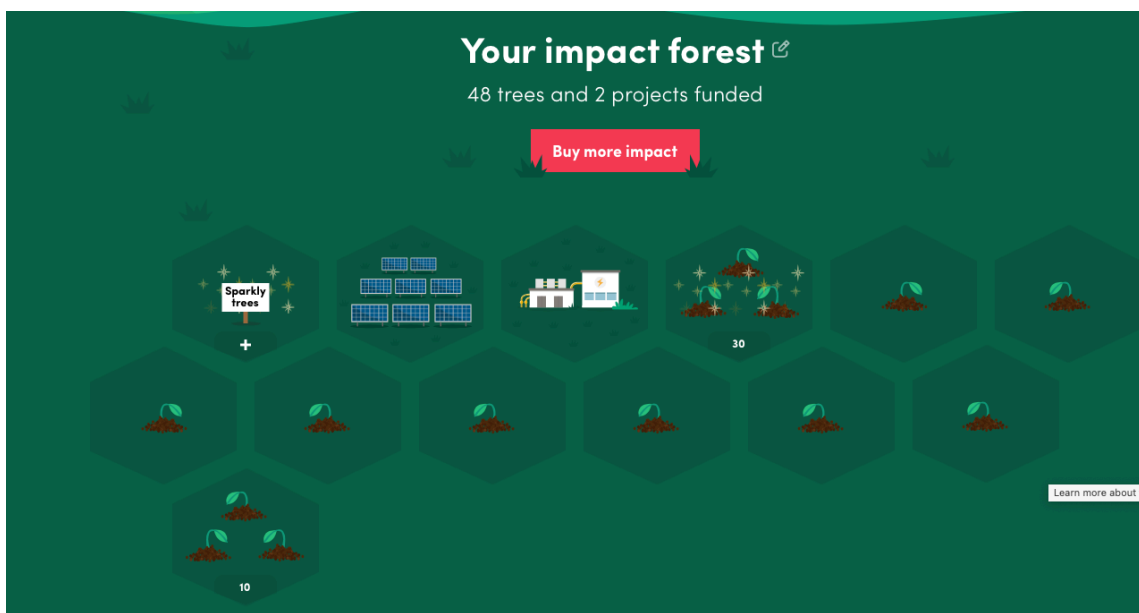 Your impact forest
48 trees and 2 projects funded
Buy more impact
Sparkly
trees
+
30
Learn more about
10